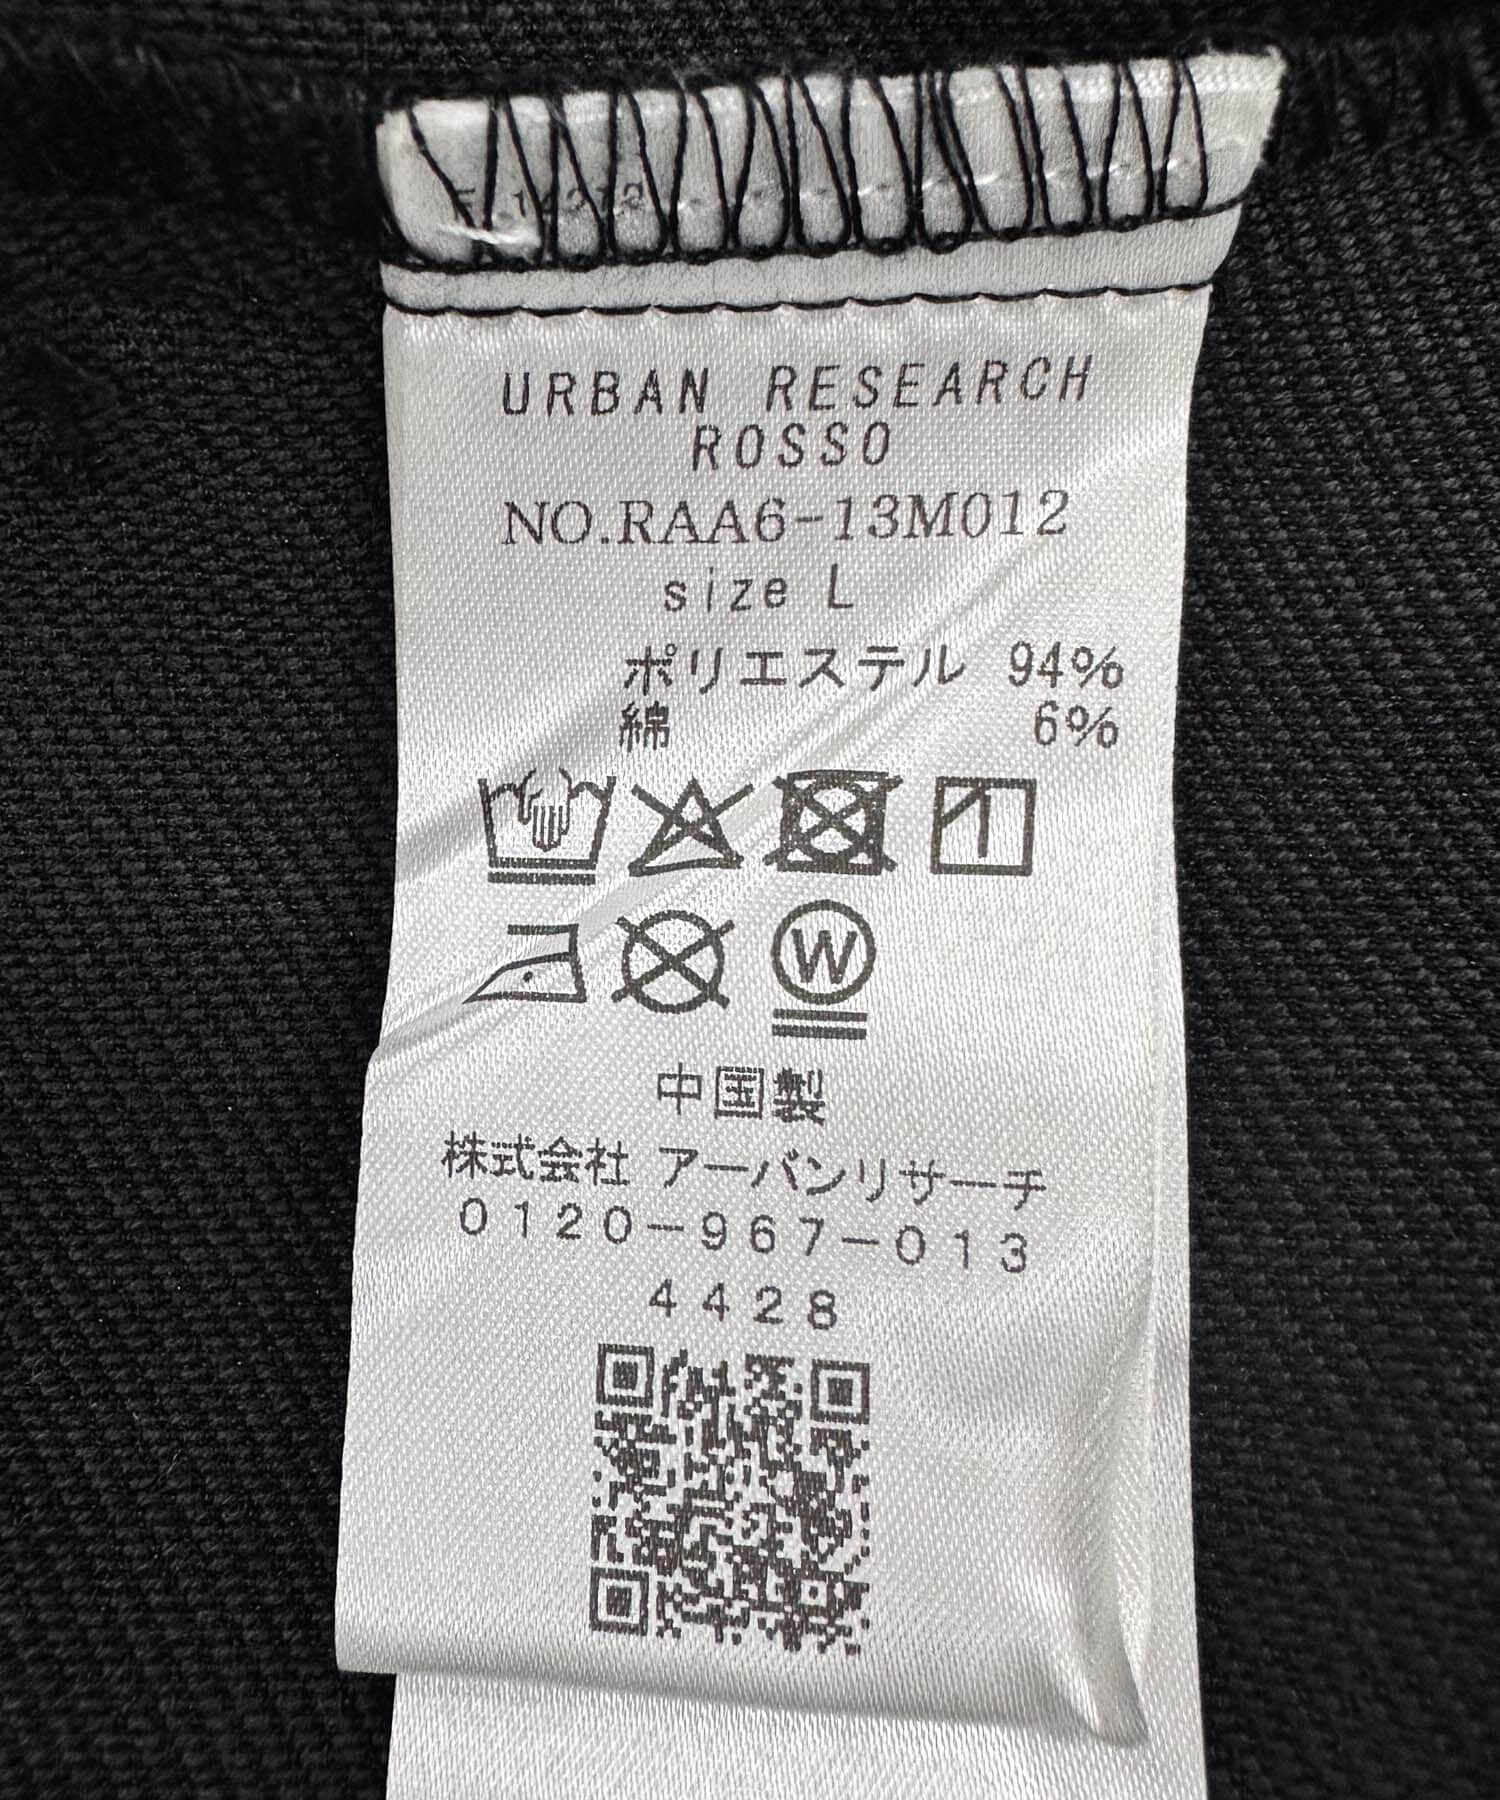 URBAN RESEARCH
ROSSO
NO.RAA6-13M012
size L
ポリエステル 94%
綿 6%
W
中国製
株式会社 アーバンリサーチ
0120-967-013
4428